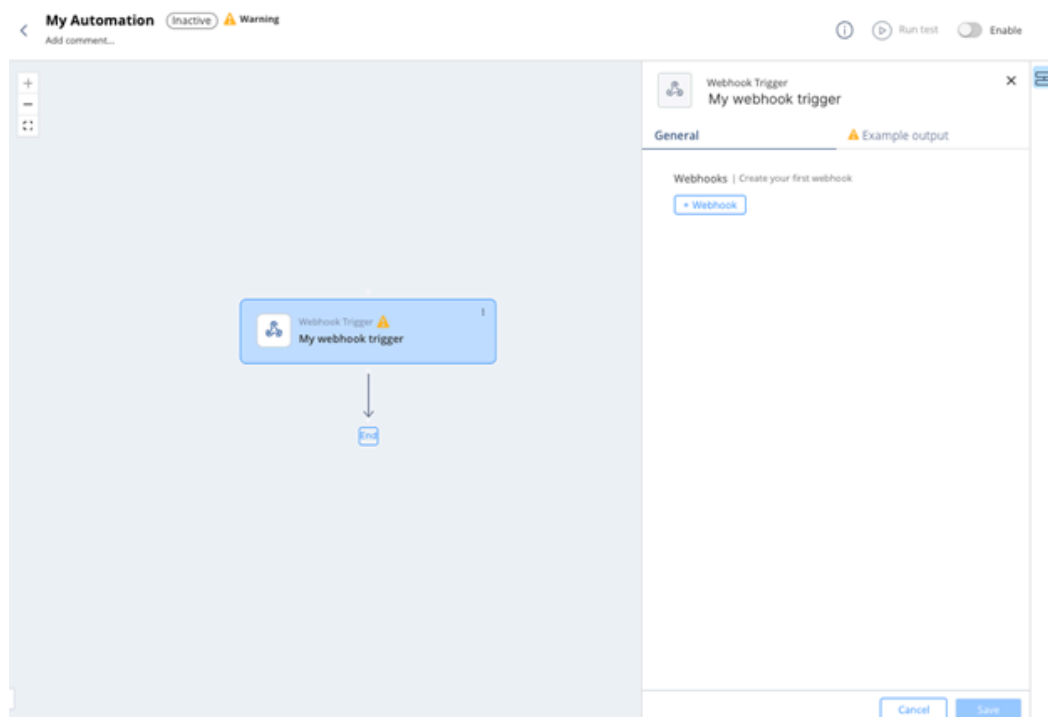 My Automation Inactive Warning
Add comment...
Run test Enable
Webhook Trigger
My webhook trigger
General Example output
Webhooks | Create your first webhook
+ Webhook
Webhook Trigger
My webhook trigger
End
Cancel Save